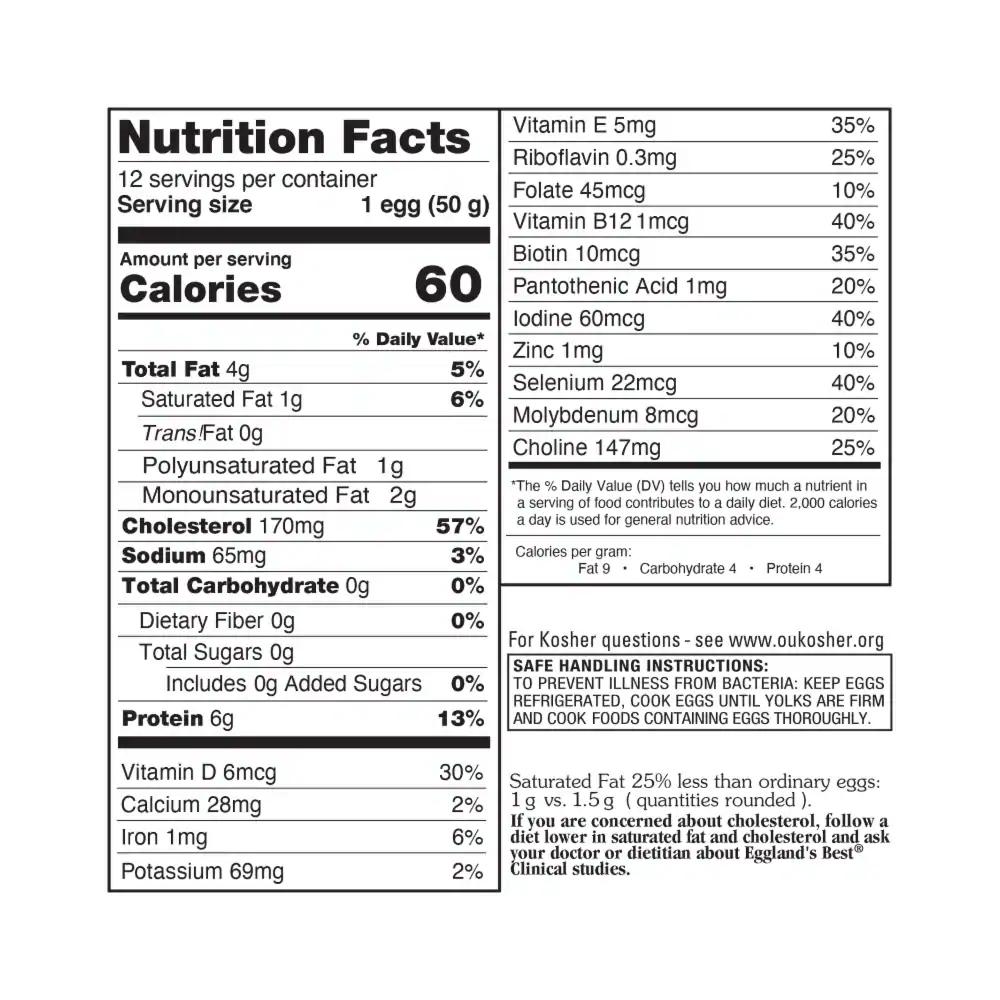 Nutrition Facts
12 servings per container
Serving size 1 egg (50 g)
Amount per serving
Calories 60
% Daily Value*
Total Fat 4g 5%
Saturated Fat 1g 6%
Trans Fat 0g
Polyunsaturated Fat 1g
Monounsaturated Fat 2g
Cholesterol 170mg 57%
Sodium 65mg 3%
Total Carbohydrate 0g 0%
Dietary Fiber 0g 0%
Total Sugars 0g
Includes 0g Added Sugars 0%
Protein 6g 13%
Vitamin D 6mcg 30%
Calcium 28mg 2%
Iron 1mg 6%
Potassium 69mg 2%
Vitamin E 5mg 35%
Riboflavin 0.3mg 25%
Folate 45mcg 10%
Vitamin B12 1mcg 40%
Biotin 10mcg 35%
Pantothenic Acid 1mg 20%
Iodine 60mcg 40%
Zinc 1mg 10%
Selenium 22mcg 40%
Molybdenum 8mcg 20%
Choline 147mg 25%
*The % Daily Value (DV) tells you how much a nutrient in
a serving of food contributes to a daily diet. 2,000 calories
a day is used for general nutrition advice.
Calories per gram:
Fat 9 • Carbohydrate 4 • Protein 4
For Kosher questions - see www.oukosher.org
SAFE HANDLING INSTRUCTIONS:
TO PREVENT ILLNESS FROM BACTERIA: KEEP EGGS
REFRIGERATED, COOK EGGS UNTIL YOLKS ARE FIRM
AND COOK FOODS CONTAINING EGGS THOROUGHLY.
Saturated Fat 25% less than ordinary eggs:
1 g vs. 1.5 g ( quantities rounded ).
If you are concerned about cholesterol, follow a
diet lower in saturated fat and cholesterol and ask
your doctor or dietitian about Eggland's Best®
Clinical studies.